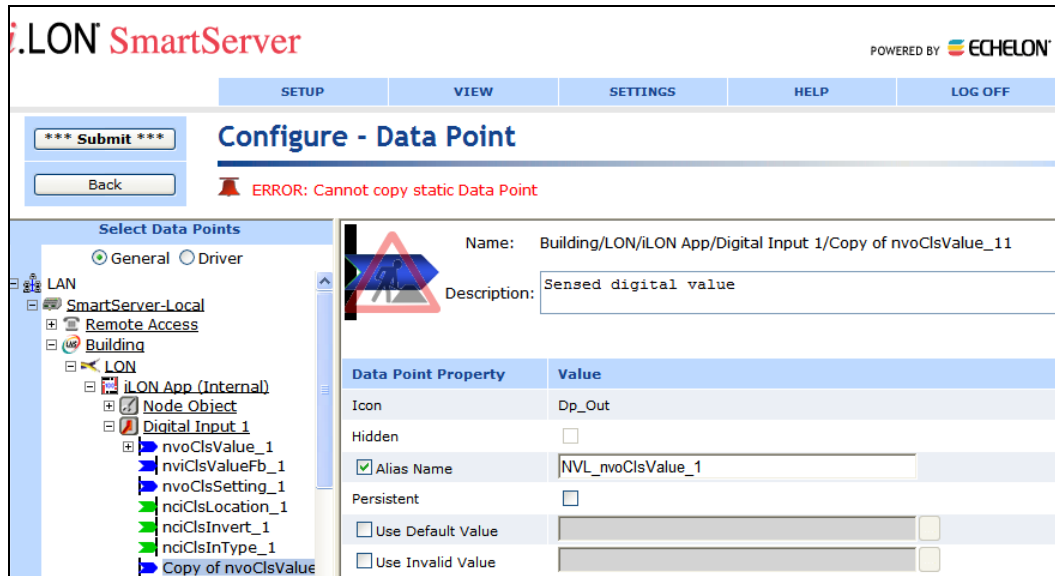 i.LON SmartServer
POWERED BY ECHELON
SETUP VIEW SETTINGS HELP LOG OFF
*** Submit ***
Configure - Data Point
Back
ERROR: Cannot copy static Data Point
Select Data Points
General Driver
LAN
SmartServer-Local
Remote Access
Building
LON
iLON App (Internal)
Node Object
Digital Input 1
nvoClsValue_1
nviClsValueFb_1
nvoClsSetting_1
nciClsLocation_1
nciClsInvert_1
nciClsInType_1
Copy of nvoClsValue
Name: Building/LON/iLON App/Digital Input 1/Copy of nvoClsValue_11
Description: Sensed digital value
Data Point Property Value
Icon Dp_Out
Hidden
Alias Name NVL_nvoClsValue_1
Persistent
Use Default Value
Use Invalid Value